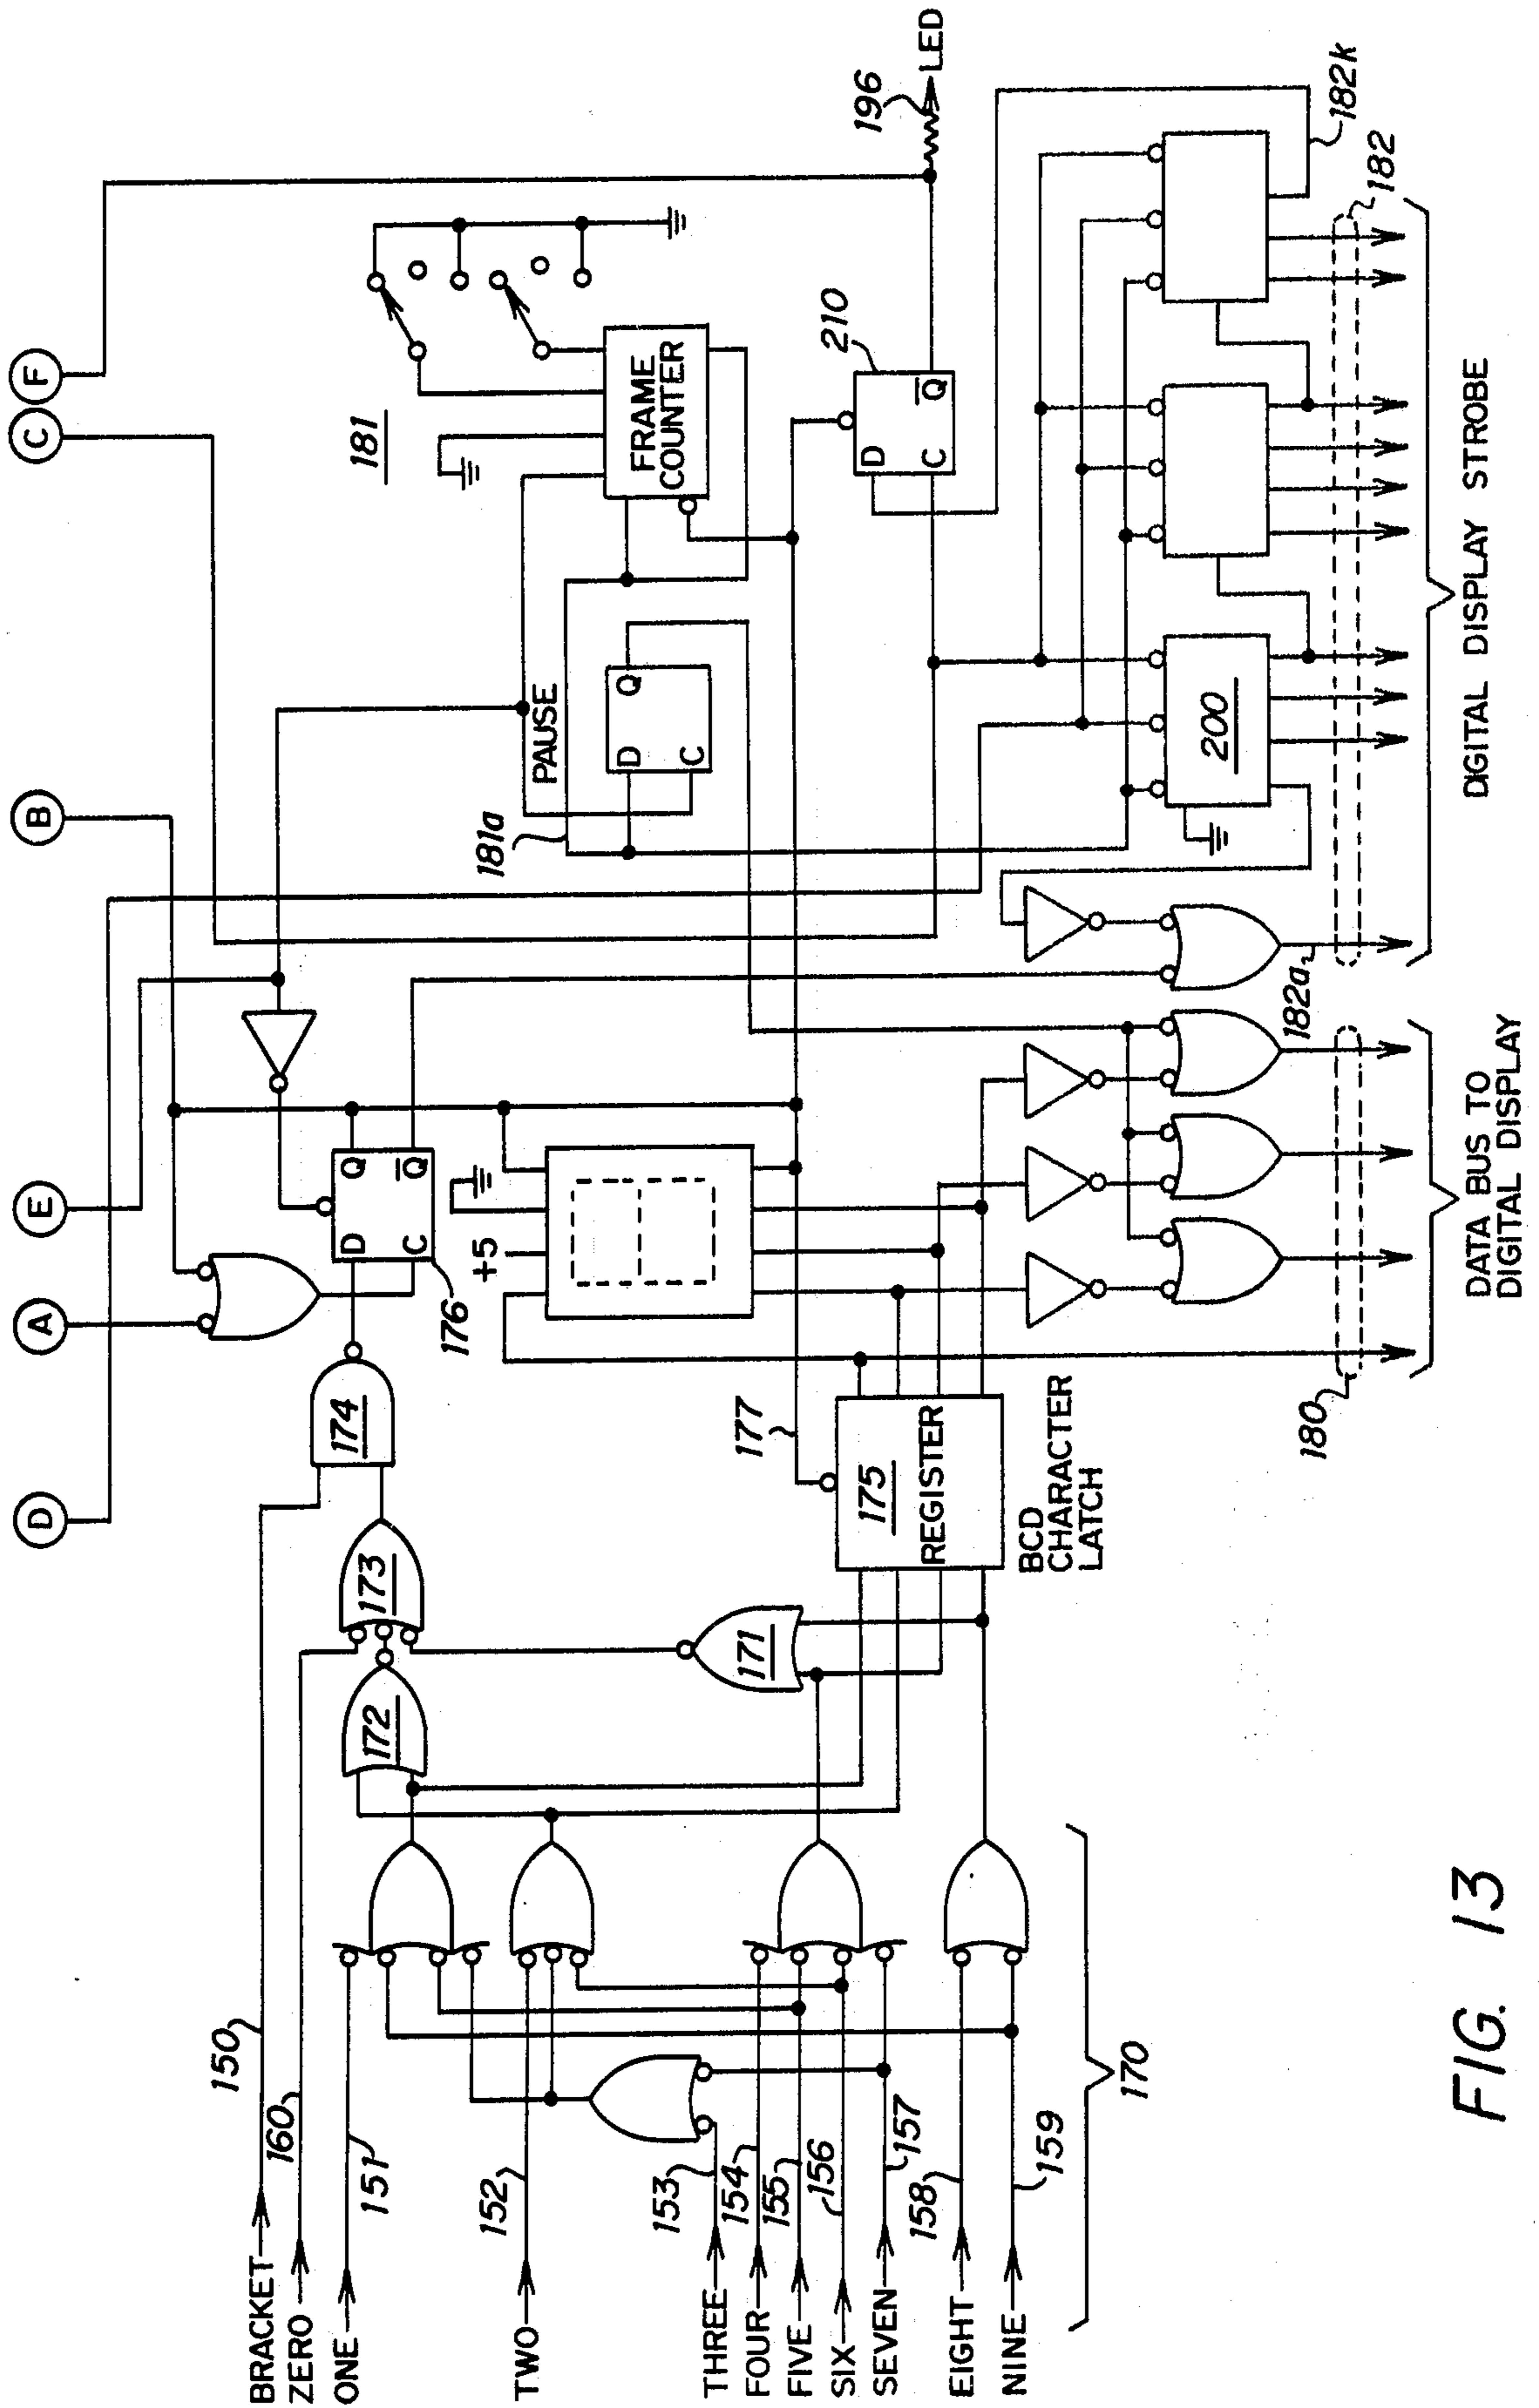 A
B
C
D
E
F
BRACKET
150
ZERO
160
ONE
151
TWO
152
THREE
153
FOUR
154
FIVE
155
SIX
156
SEVEN
157
EIGHT
158
NINE
159
170
171
172
173
174
175
REGISTER
BCD
CHARACTER
LATCH
177
D
C
Q
Q̅
176
+5
PAUSE
D
C
Q
181a
181
FRAME
COUNTER
210
D
C
Q̅
196
LED
200
182a
182k
182
180
DATA BUS TO
DIGITAL DISPLAY
DIGITAL DISPLAY STROBE
FIG. 13